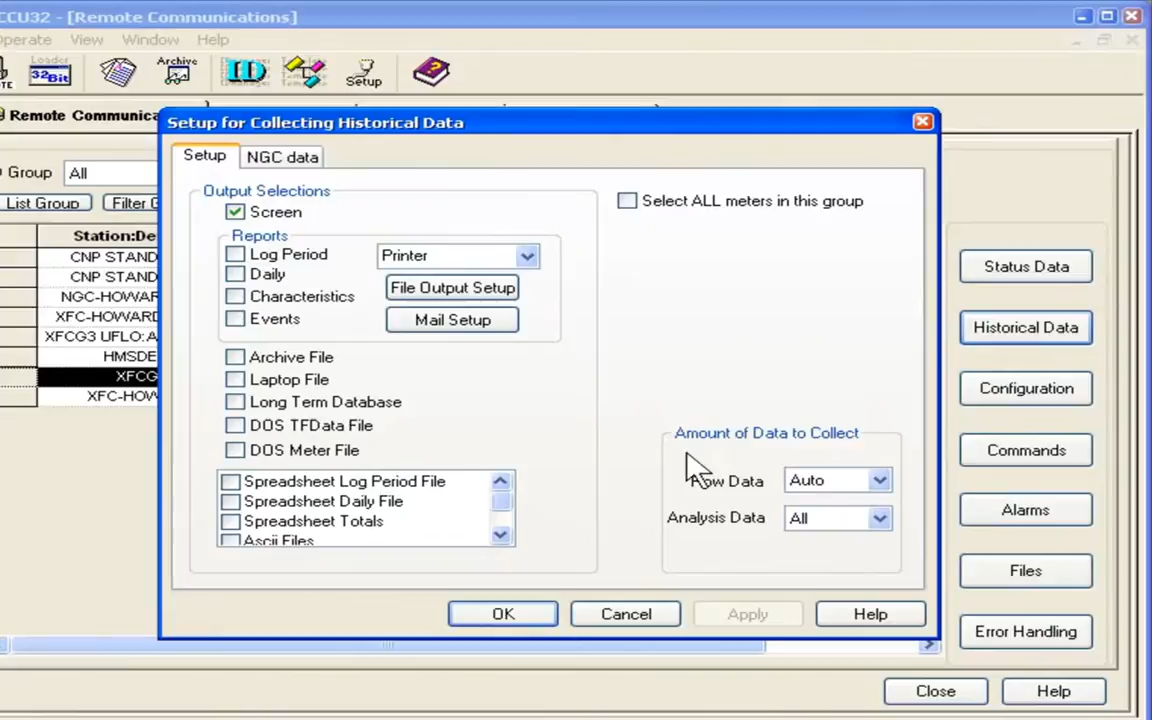 CCU32 - [Remote Communications]
Operate View Window Help
Loader
32Bit
Archive
ID
Setup
Remote Communica
Group All
List Group Filter
Station:De
CNP STAND
CNP STAND
NGC-HOWAR
XFC-HOWARD
XFCG3 UFLO:A
HMSDE
XFCG
XFC-HOW
Setup for Collecting Historical Data
Setup NGC data
Output Selections
Screen
Reports
Log Period
Daily
Characteristics
Events
Printer
File Output Setup
Mail Setup
Archive File
Laptop File
Long Term Database
DOS TFData File
DOS Meter File
Spreadsheet Log Period File
Spreadsheet Daily File
Spreadsheet Totals
Ascii Files
Select ALL meters in this group
Amount of Data to Collect
Flow Data Auto
Analysis Data All
OK Cancel Apply Help
Status Data
Historical Data
Configuration
Commands
Alarms
Files
Error Handling
Close Help